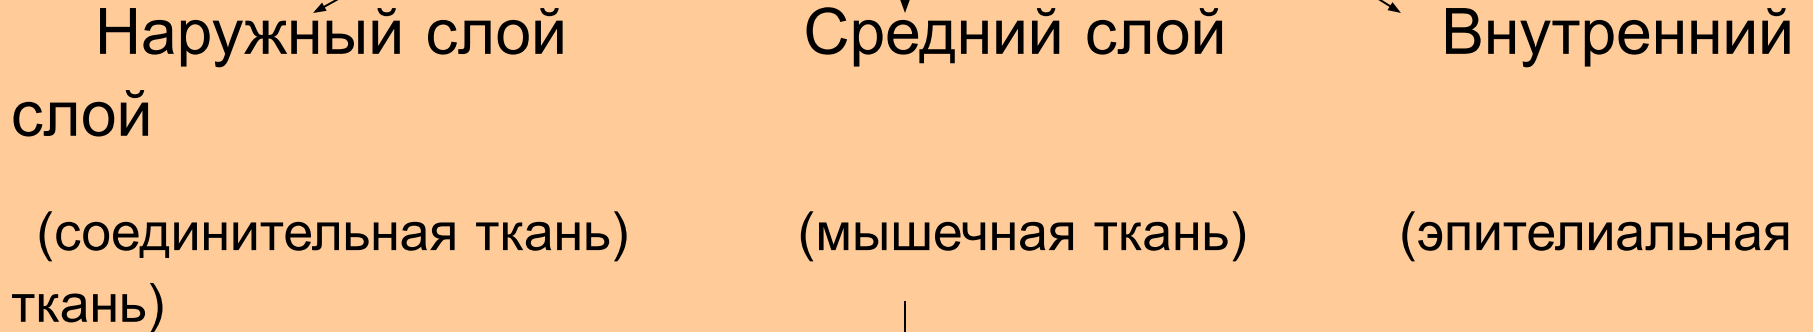 Наружный слой Средний слой Внутренний
слой
(соединительная ткань) (мышечная ткань) (эпителиальная
ткань)